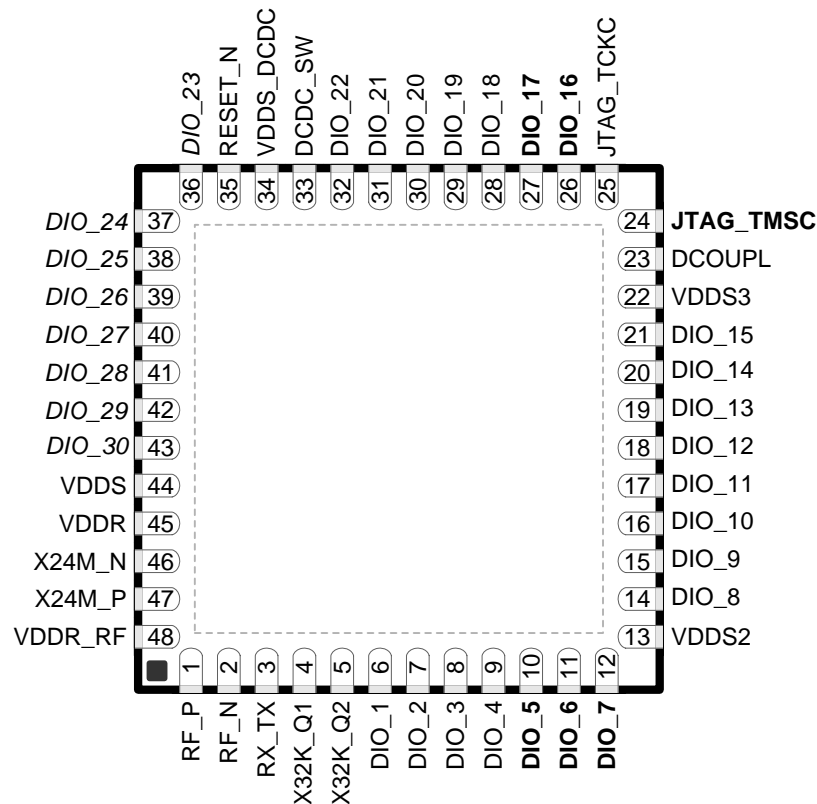 DIO_23
RESET_N
VDDS_DCDC
DCDC_SW
DIO_22
DIO_21
DIO_20
DIO_19
DIO_18
DIO_17
DIO_16
JTAG_TCKC
36
35
34
33
32
31
30
29
28
27
26
25
DIO_24 37
24 JTAG_TMSC
DIO_25 38
23 DCOUPL
DIO_26 39
22 VDDS3
DIO_27 40
21 DIO_15
DIO_28 41
20 DIO_14
DIO_29 42
19 DIO_13
DIO_30 43
18 DIO_12
VDDS 44
17 DIO_11
VDDR 45
16 DIO_10
X24M_N 46
15 DIO_9
X24M_P 47
14 DIO_8
VDDR_RF 48
13 VDDS2
1
2
3
4
5
6
7
8
9
10
11
12
RF_P
RF_N
RX_TX
X32K_Q1
X32K_Q2
DIO_1
DIO_2
DIO_3
DIO_4
DIO_5
DIO_6
DIO_7